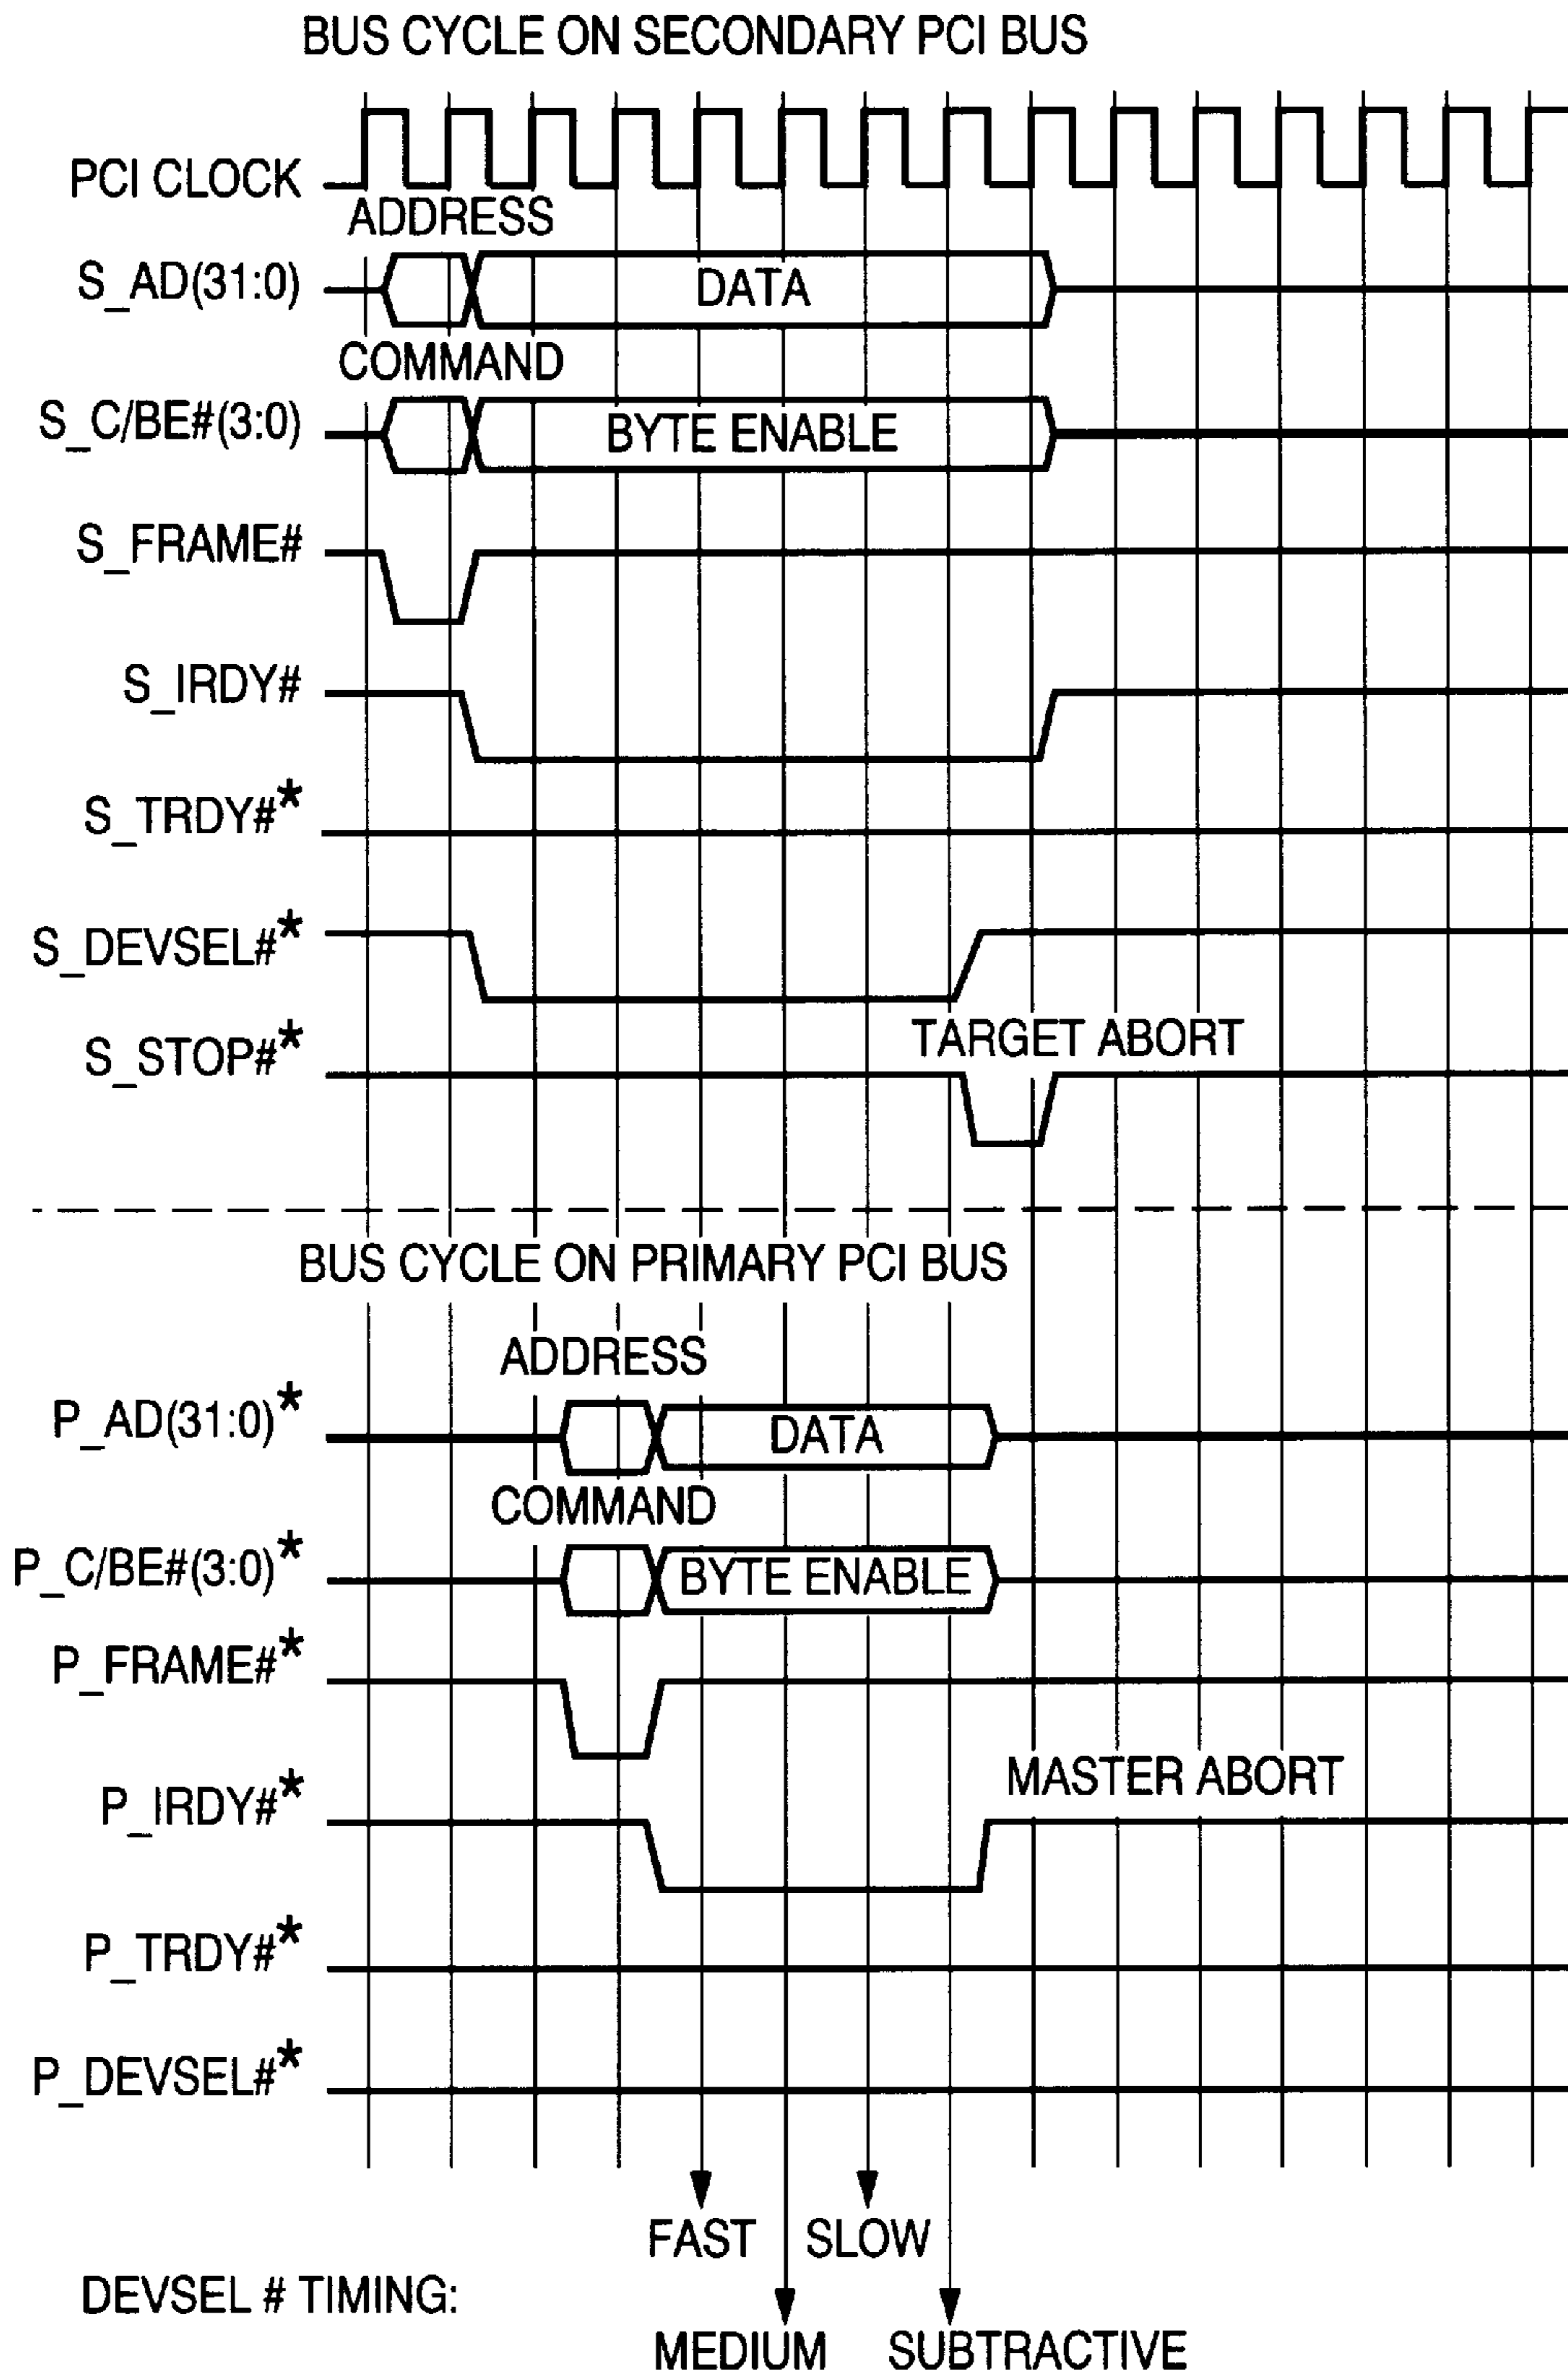 BUS CYCLE ON SECONDARY PCI BUS
PCI CLOCK
ADDRESS
S_AD(31:0)
DATA
COMMAND
S_C/BE#(3:0)
BYTE ENABLE
S_FRAME#
S_IRDY#
S_TRDY#*
S_DEVSEL#*
TARGET ABORT
S_STOP#*
BUS CYCLE ON PRIMARY PCI BUS
ADDRESS
P_AD(31:0)*
DATA
COMMAND
P_C/BE#(3:0)*
BYTE ENABLE
P_FRAME#*
MASTER ABORT
P_IRDY#*
P_TRDY#*
P_DEVSEL#*
FAST SLOW
DEVSEL # TIMING:
MEDIUM SUBTRACTIVE